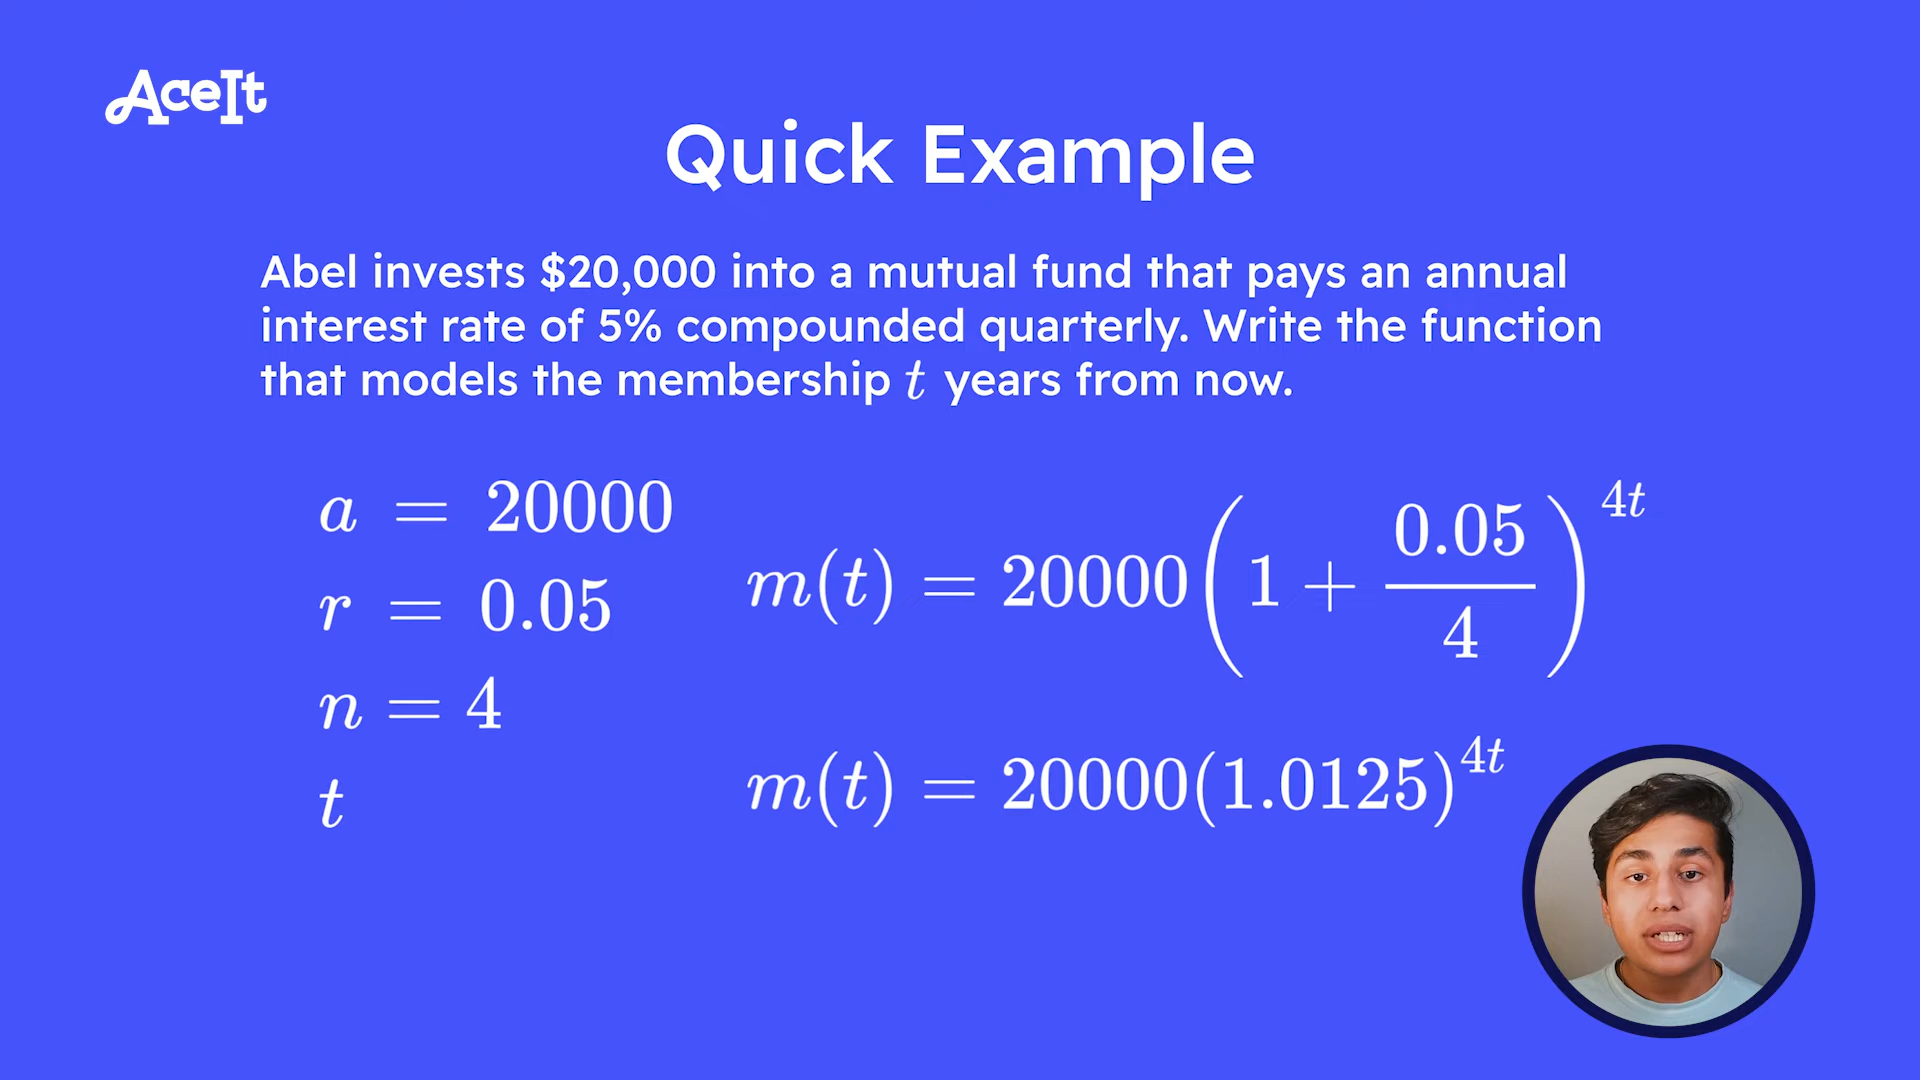 AceIt
Quick Example
Abel invests $20,000 into a mutual fund that pays an annual
interest rate of 5% compounded quarterly. Write the function
that models the membership t years from now.
a = 20000
r = 0.05
n = 4
t
m(t) = 20000(1 + 0.05/4)^{4t}
m(t) = 20000(1.0125)^{4t}